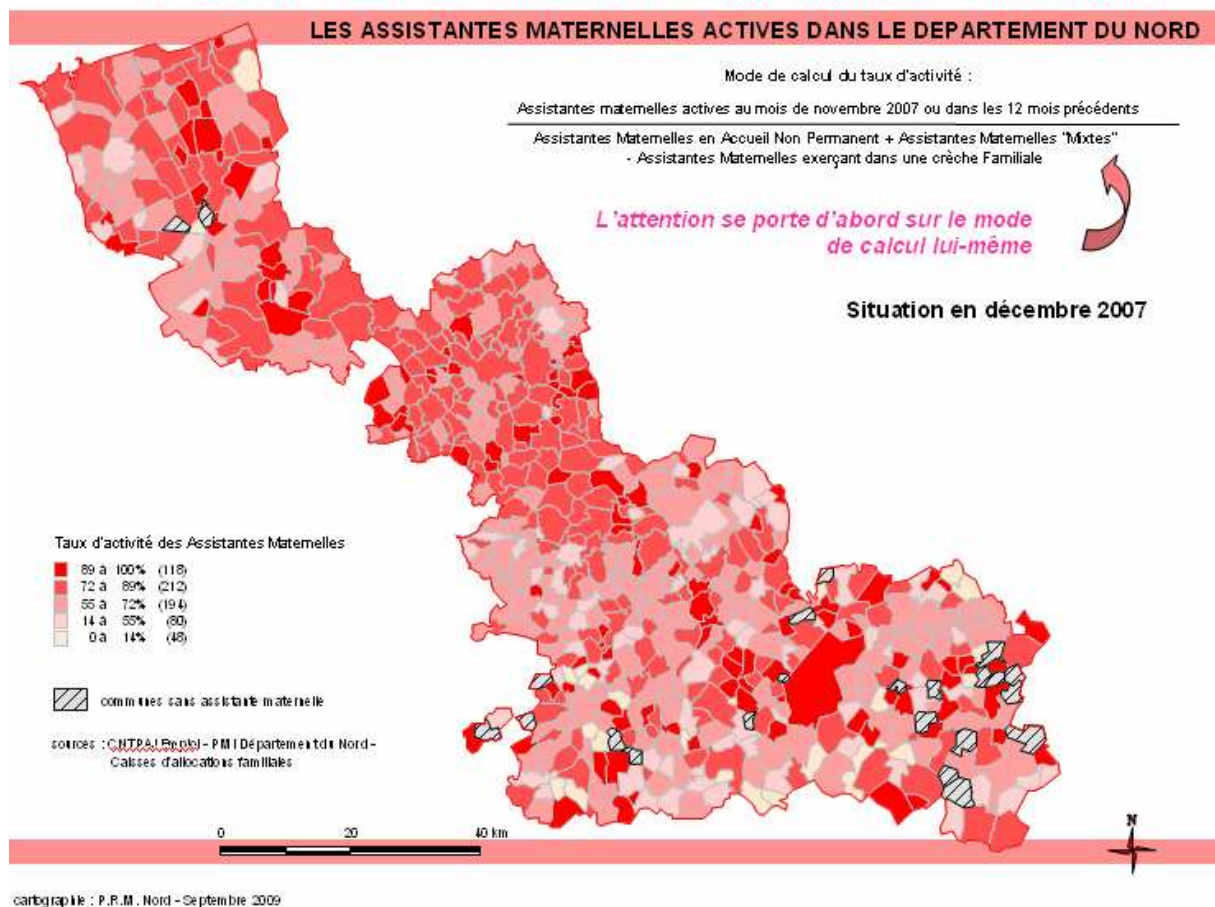 LES ASSISTANTES MATERNELLES ACTIVES DANS LE DEPARTEMENT DU NORD
Mode de calcul du taux d'activité :
Assistantes maternelles actives au mois de novembre 2007 ou dans les 12 mois précédents
Assistantes Maternelles en Accueil Non Permanent + Assistantes Maternelles "Mixtes"
- Assistantes Maternelles exerçant dans une crèche Familiale
L'attention se porte d'abord sur le mode
de calcul lui-même
Situation en décembre 2007
Taux d'activité des Assistantes Maternelles
89 à 100% (118)
72 à 89% (212)
55 à 72% (194)
14 à 55% (80)
0 à 14% (48)
communes sans assistante maternelle
sources : Emploi - PMI Département du Nord -
Caisses d'allocations familiales
0 20 40 km
N
cartographie : P.R.M. Nord - Septembre 2009